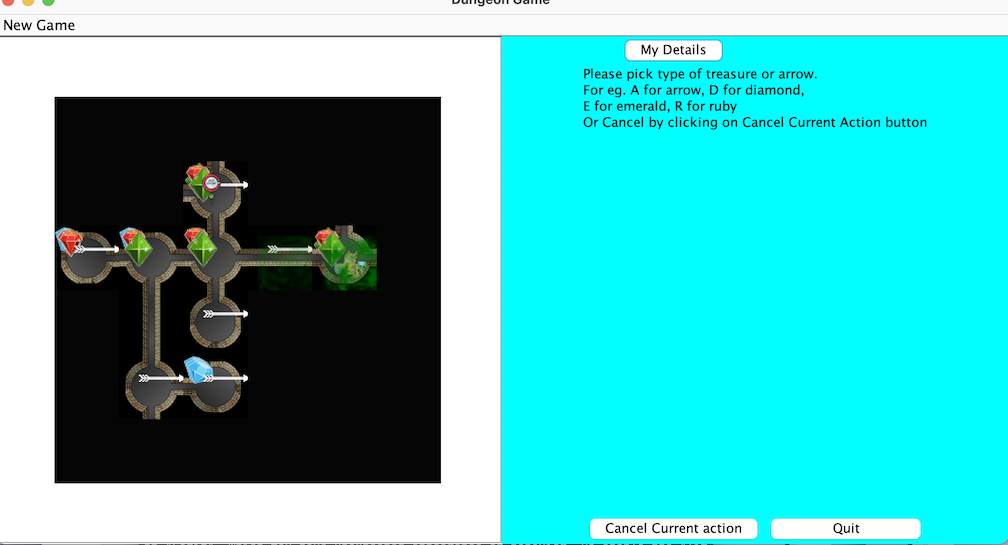 Dungeon Game
New Game
My Details
Please pick type of treasure or arrow.
For eg. A for arrow, D for diamond,
E for emerald, R for ruby
Or Cancel by clicking on Cancel Current Action button
Cancel Current action
Quit